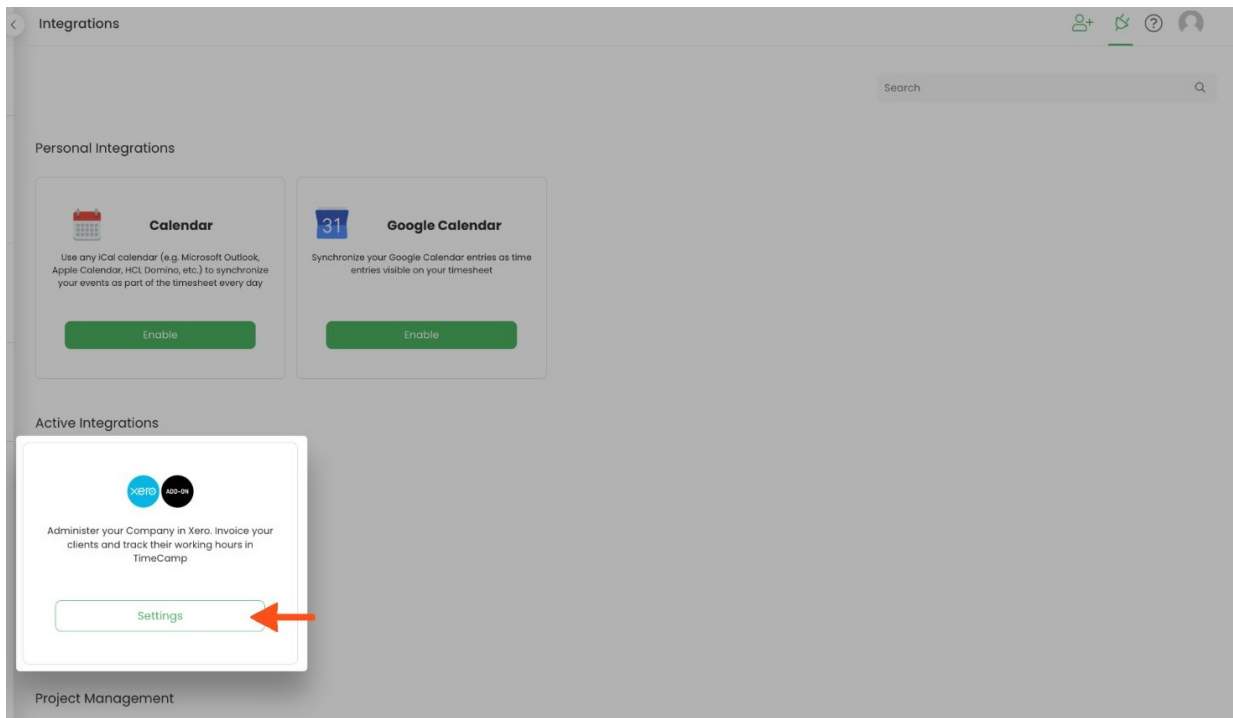 Integrations
Search
Personal Integrations
31
Calendar
Google Calendar
Use any iCal calendar (e.g. Microsoft Outlook,
Apple Calendar, HCL Domino, etc.) to synchronize
your events as part of the timesheet every day
Synchronize your Google Calendar entries as time
entries visible on your timesheet
Enable
Enable
Active Integrations
xero
ADD-ON
Administer your Company in Xero. Invoice your
clients and track their working hours in
TimeCamp
Settings
Project Management